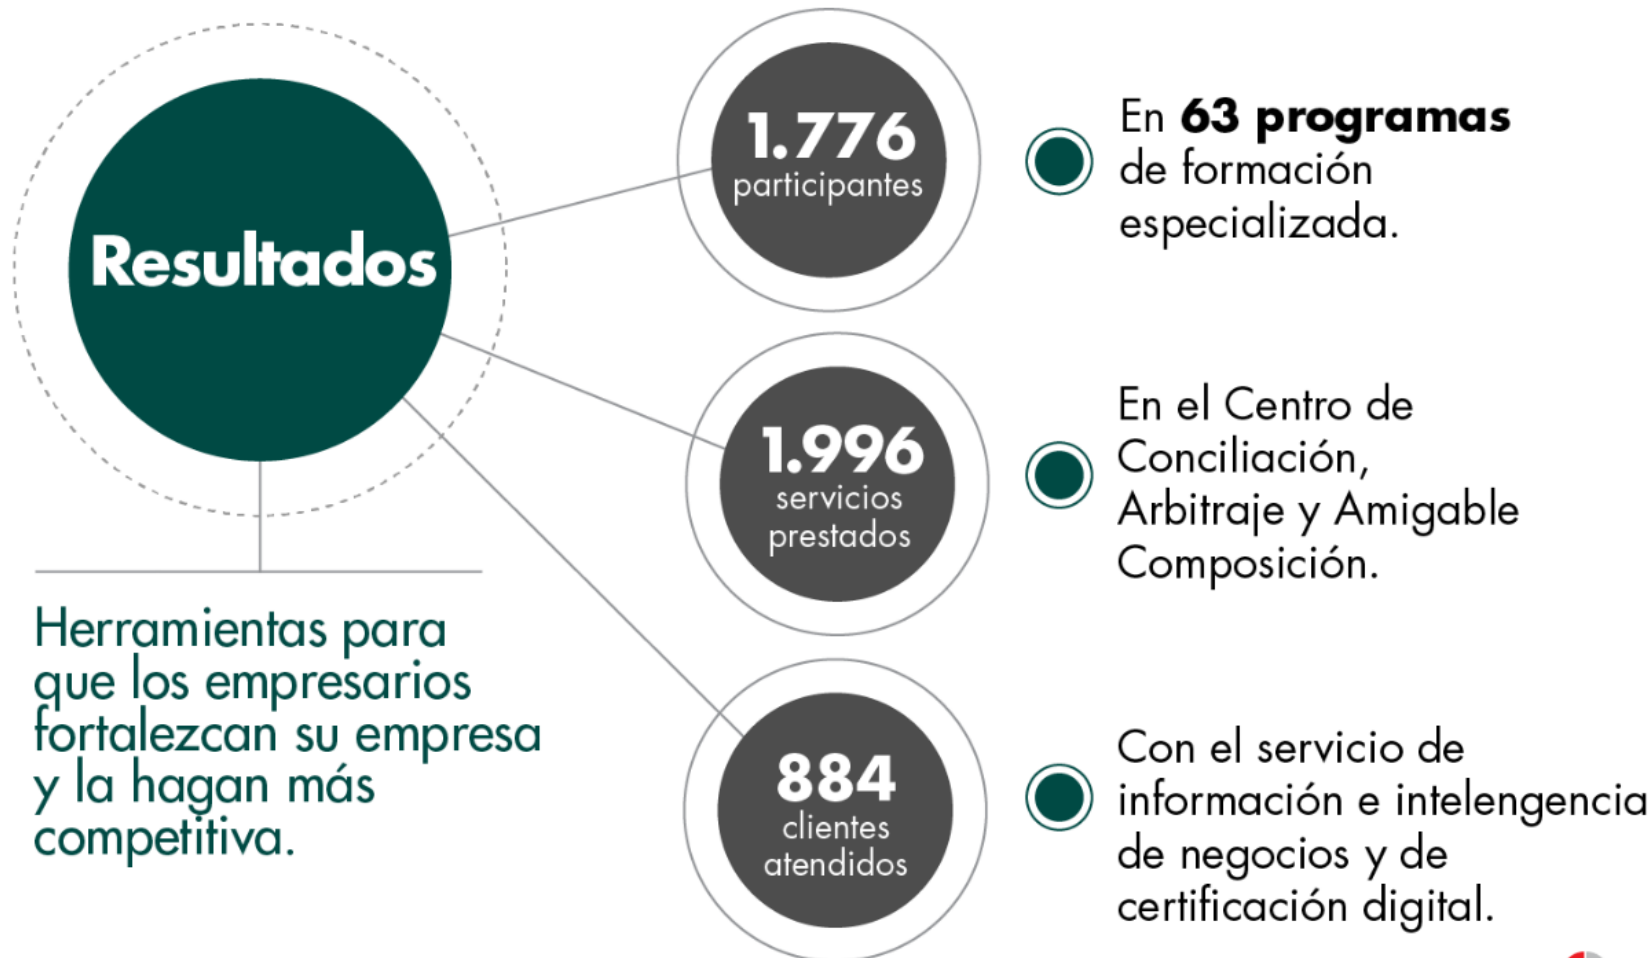 Resultados
Herramientas para
que los empresarios
fortalezcan su empresa
y la hagan más
competitiva.
1.776
participantes
En 63 programas
de formación
especializada.
1.996
servicios
prestados
En el Centro de
Conciliación,
Arbitraje y Amigable
Composición.
884
clientes
atendidos
Con el servicio de
información e intelengencia
de negocios y de
certificación digital.